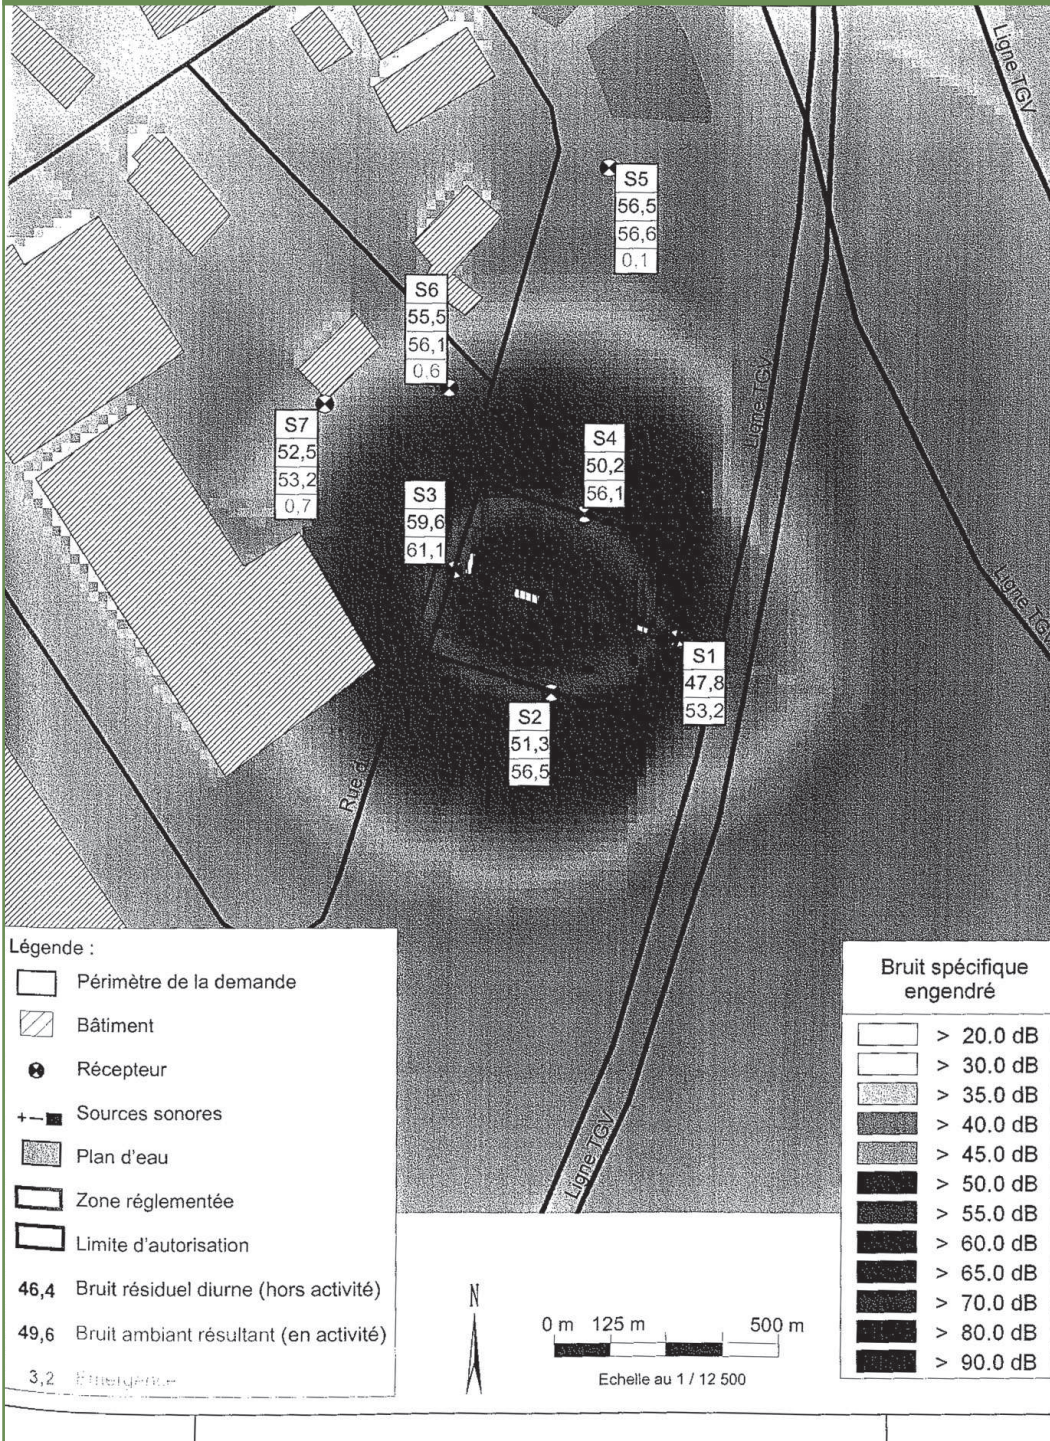 Ligne TGV
S5
56,5
56,6
0,1
S6
55,5
56,1
0,6
Ligne TGV
S7
52,5
53,2
0,7
S4
50,2
56,1
S3
59,6
61,1
Ligne TGV
S1
47,8
53,2
S2
51,3
56,5
Rue d
Ligne TGV
Légende :
Périmètre de la demande
Bâtiment
Récepteur
Sources sonores
Plan d'eau
Zone réglementée
Limite d'autorisation
46,4 Bruit résiduel diurne (hors activité)
49,6 Bruit ambiant résultant (en activité)
3,2 Emergence
N
0 m 125 m 500 m
Echelle au 1 / 12 500
Bruit spécifique
engendré
> 20.0 dB
> 30.0 dB
> 35.0 dB
> 40.0 dB
> 45.0 dB
> 50.0 dB
> 55.0 dB
> 60.0 dB
> 65.0 dB
> 70.0 dB
> 80.0 dB
> 90.0 dB